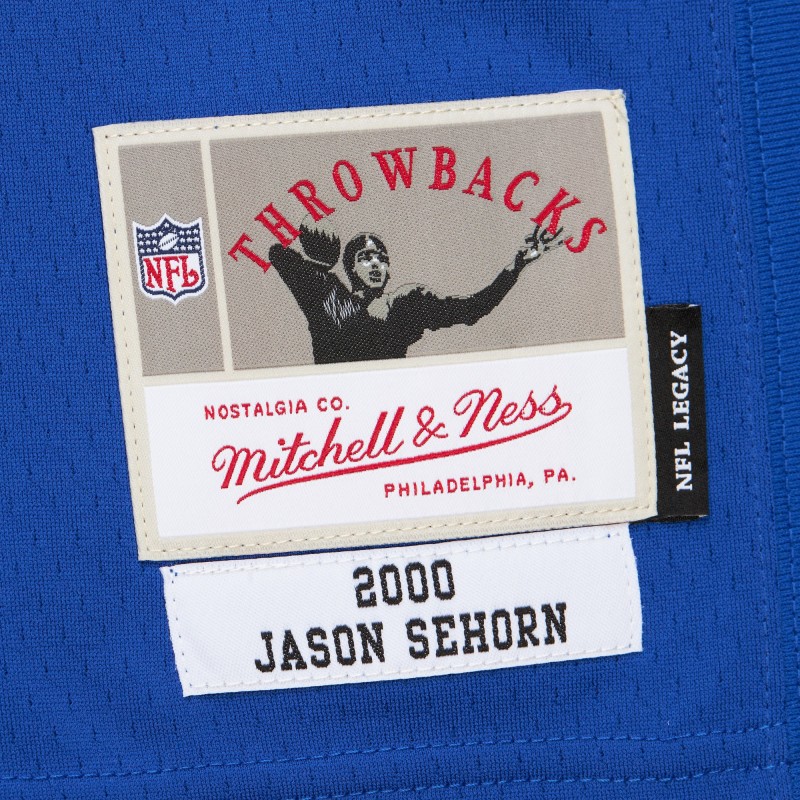 THROWBACKS
NFL
NOSTALGIA CO.
Mitchell & Ness
PHILADELPHIA, PA.
NFL LEGACY
2000
JASON SEHORN